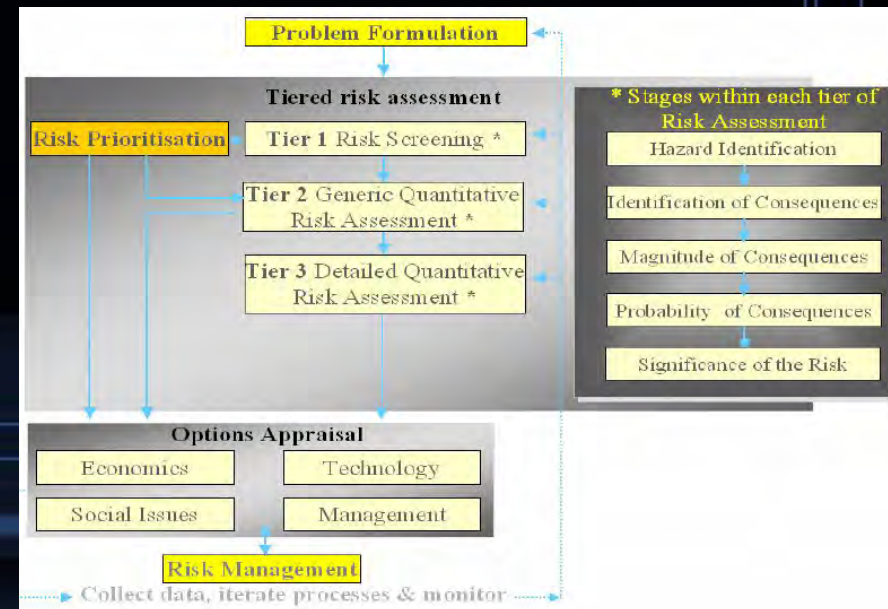 Problem Formulation
Tiered risk assessment
Risk Prioritisation
Tier 1 Risk Screening *
Tier 2 Generic Quantitative
Risk Assessment *
Tier 3 Detailed Quantitative
Risk Assessment *
* Stages within each tier of
Risk Assessment
Hazard Identification
Identification of Consequences
Magnitude of Consequences
Probability of Consequences
Significance of the Risk
Options Appraisal
Economics
Technology
Social Issues
Management
Risk Management
Collect data, iterate processes & monitor